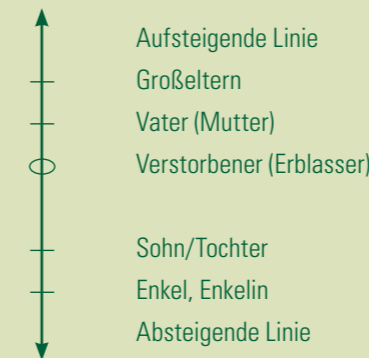 Aufsteigende Linie
Großeltern
Vater (Mutter)
Verstorbener (Erblasser)
Sohn/Tochter
Enkel, Enkelin
Absteigende Linie